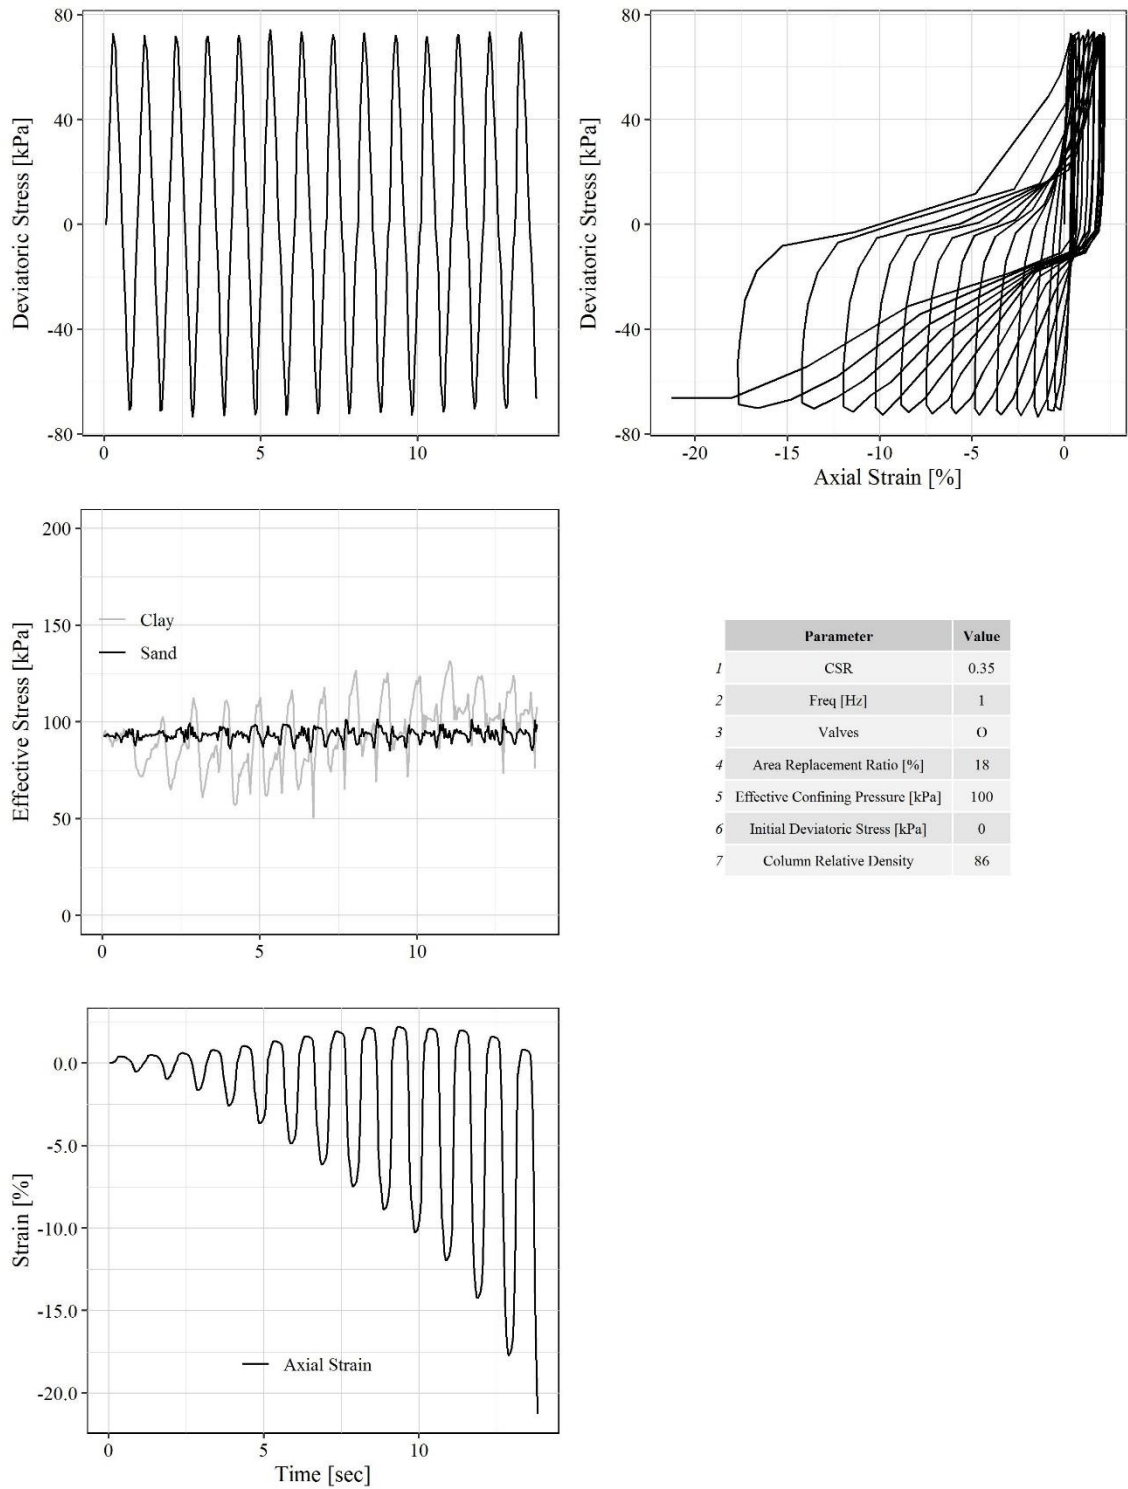 80
40
0
-40
-80
Deviatoric Stress [kPa]
0
5
10
80
40
0
-40
-80
Deviatoric Stress [kPa]
-20
-15
-10
-5
0
Axial Strain [%]
200
150
100
50
0
Effective Stress [kPa]
Clay
Sand
0
5
10
Parameter Value
1 CSR 0.35
2 Freq [Hz] 1
3 Valves O
4 Area Replacement Ratio [%] 18
5 Effective Confining Pressure [kPa] 100
6 Initial Deviatoric Stress [kPa] 0
7 Column Relative Density 86
0.0
-5.0
-10.0
-15.0
-20.0
Strain [%]
Axial Strain
0
5
10
Time [sec]